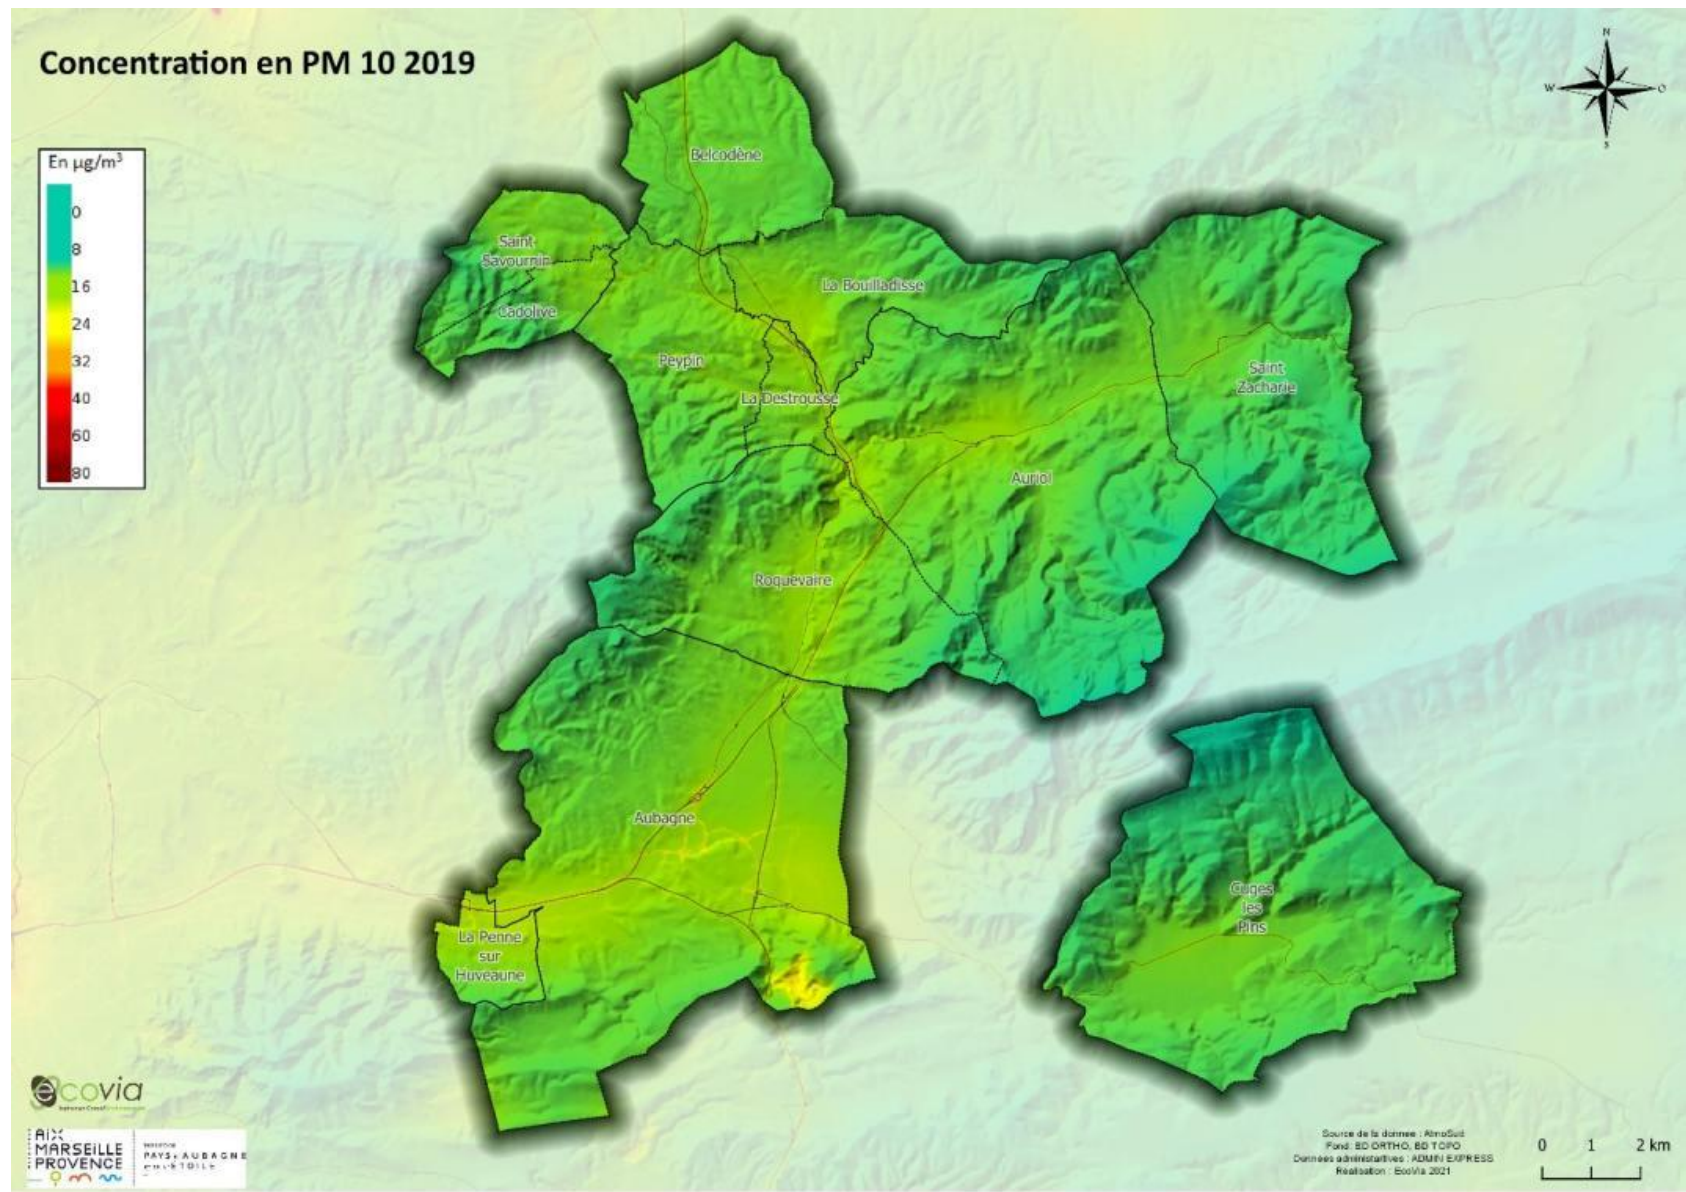 Concentration en PM 10 2019
N
W
O
S
En µg/m³
0
8
16
24
32
40
60
80
Belcodène
Saint
Savournin
Cadolive
La Bouilladisse
Peypin
La Destrousse
Saint
Zacharie
Auriol
Roquevaire
Aubagne
La Penne
sur
Huveaune
Cuges
les
Pins
ecovia
AIX
MARSEILLE
PROVENCE
PAYS D'AUBAGNE
Source de la donnée : AtmoSud
Fond : BD ORTHO, BD TOPO
Données administartives : ADMIN EXPRESS
Réalisation : EcoVia 2021
0 1 2 km